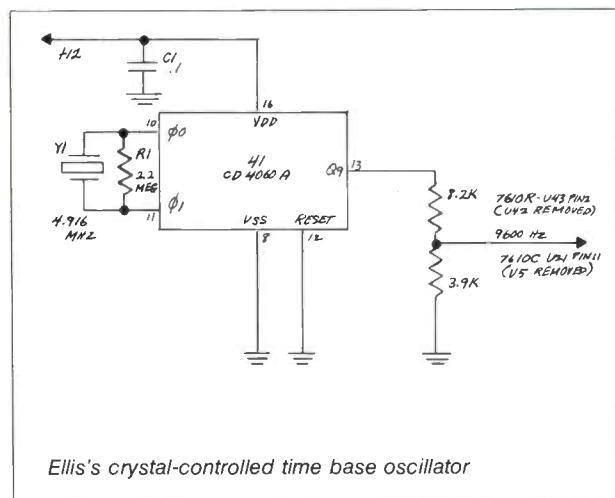 +12
C1
.1
16
VDD
10
φ0
Y1
R1
22
MEG
U1
CD 4060A
Q9
13
φ1
11
4.916
MHZ
VSS
RESET
8
12
8.2K
7610R-U43 PIN2
(U42 REMOVED)
9600 Hz
7610C U21 PIN11
(U5 REMOVED)
3.9K
Ellis's crystal-controlled time base oscillator